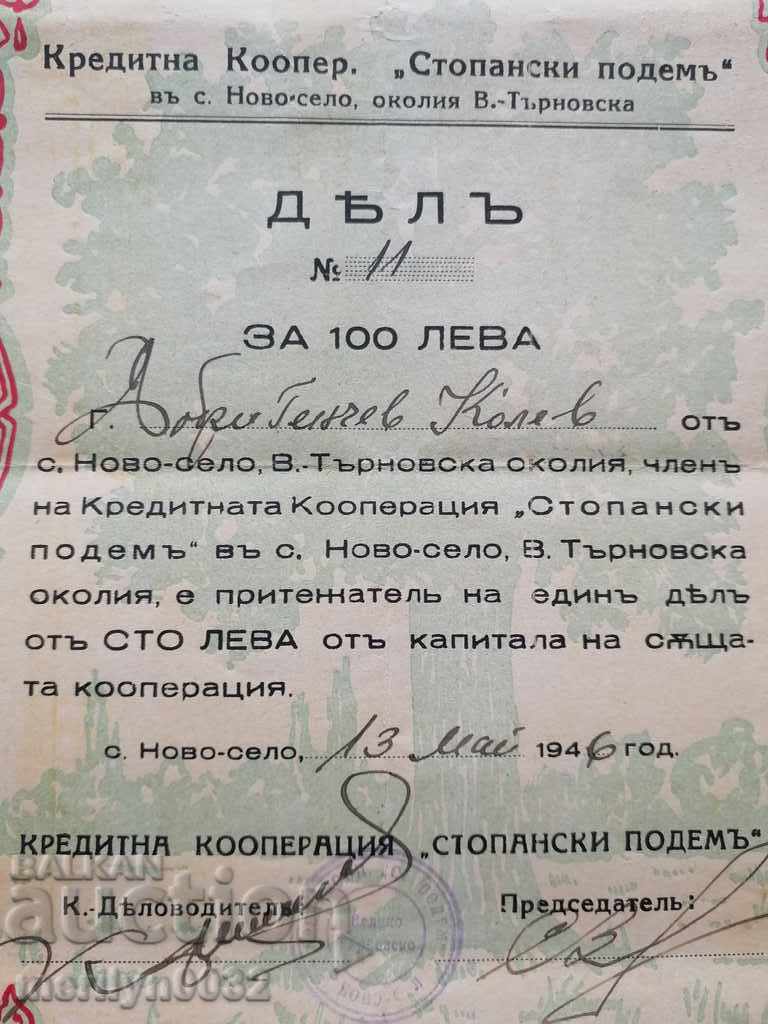 Кредитна Коопер. „Стопански подемъ“
въ с. Ново-село, околия В.-Търновска
ДѢЛЪ
№ 11
ЗА 100 ЛЕВА
г. Добри Генчев Колев отъ
с. Ново-село, В.-Търновска околия, членъ
на Кредитната Кооперация „Стопански
подемъ“ въ с. Ново-село, В. Търновска
околия, е притежатель на единъ дѣлъ
отъ СТО ЛЕВА отъ капитала на сѫща-
та кооперация.
с. Ново-село, 13 Май 1946 год.
КРЕДИТНА КООПЕРАЦИЯ „СТОПАНСКИ ПОДЕМЪ“
К.-Дѣловодитель: Председатель:
BALKAN
auction
merilyn0032